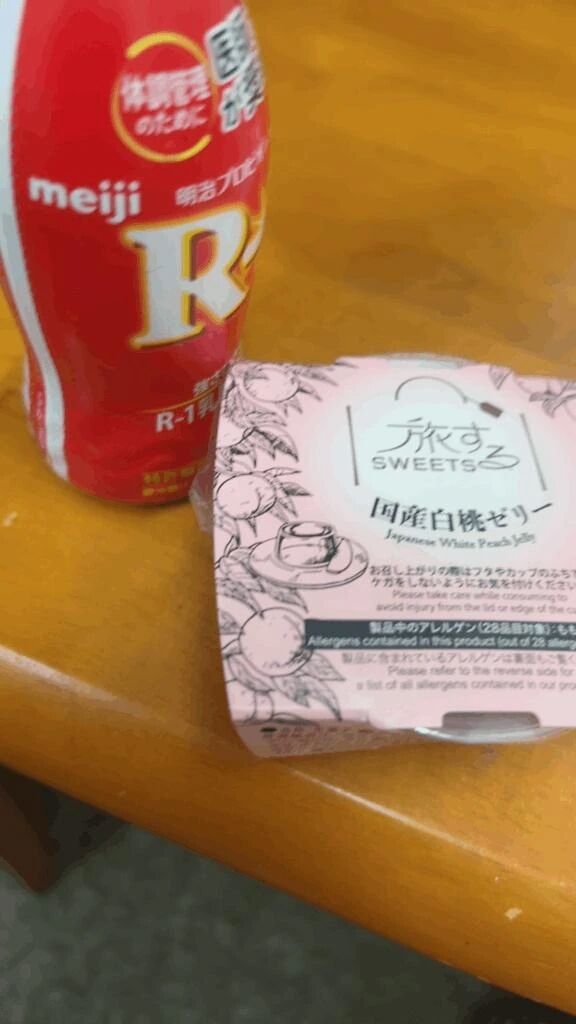 体調管理
のために
meiji
明治プロビ
R-
R-1乳
旅する
SWEETS
国産白桃ゼリー
Japanese White Peach Jelly
お召し上がりの際はフタやカップのふちで
ケガをしないようにお気を付けください
Please take care while consuming to
avoid injury from the lid or edge of the cu
製品中のアレルゲン(28品目対象):もも
Allergens contained in this product (out of 28 allerg
製品に含まれているアレルゲンは裏面もご覧く
Please refer to the reverse side for
a list of all allergens contained in our pro